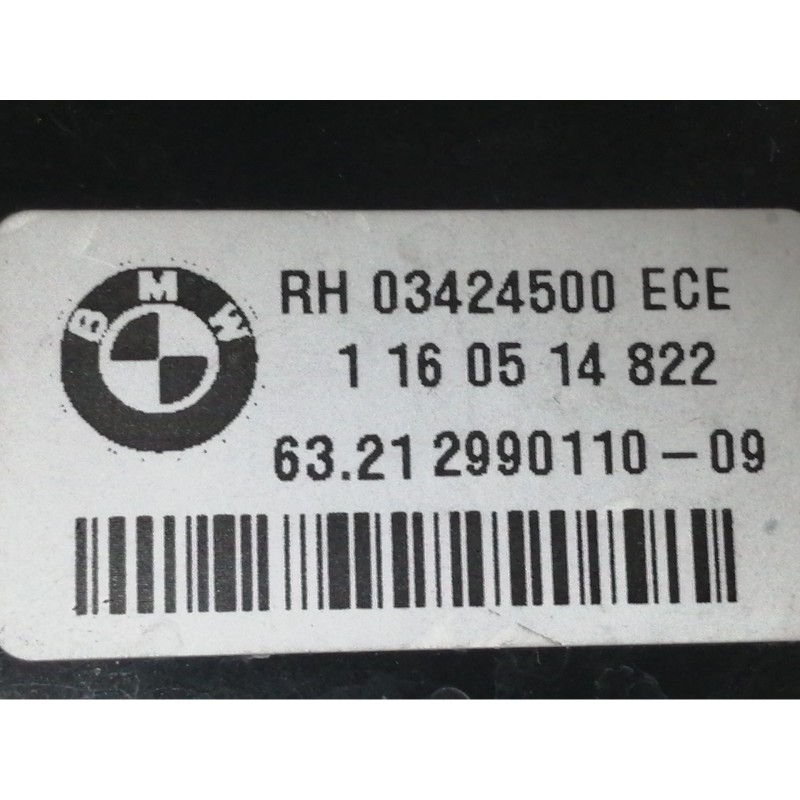 BMW
RH 03424500 ECE
1 16 05 14 822
63.21 2990110-09